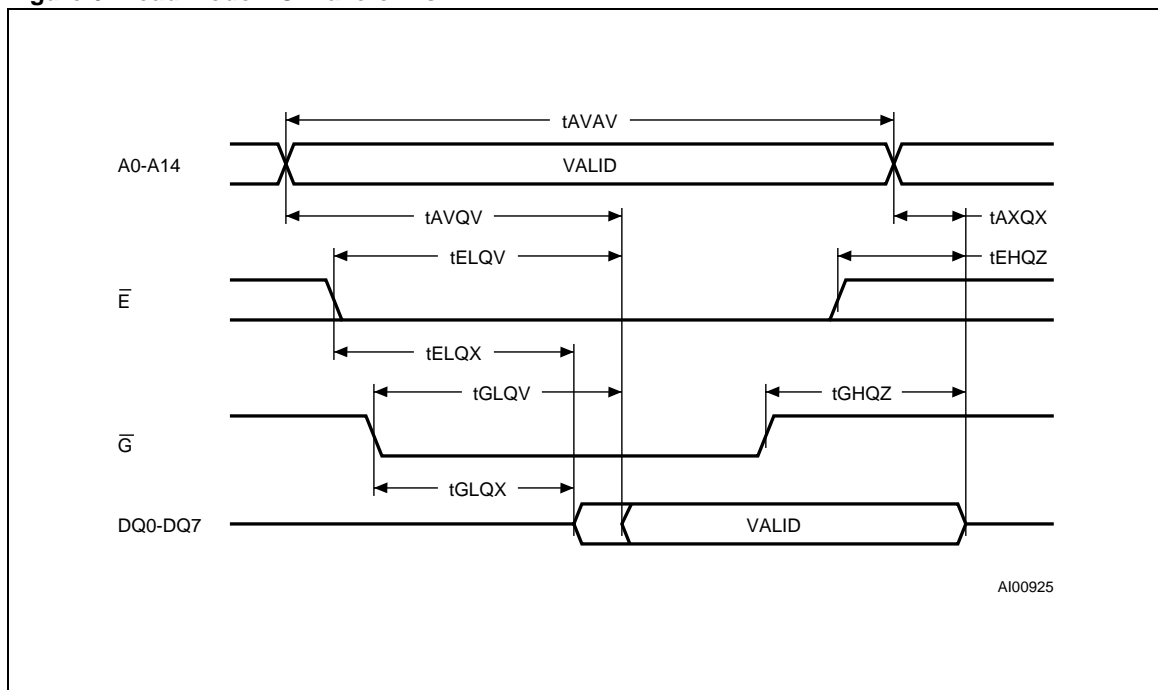 tAVAV
A0-A14
VALID
tAVQV
tAXQX
tELQV
tEHQZ
E̅
tELQX
tGLQV
tGHQZ
G̅
tGLQX
DQ0-DQ7
VALID
AI00925